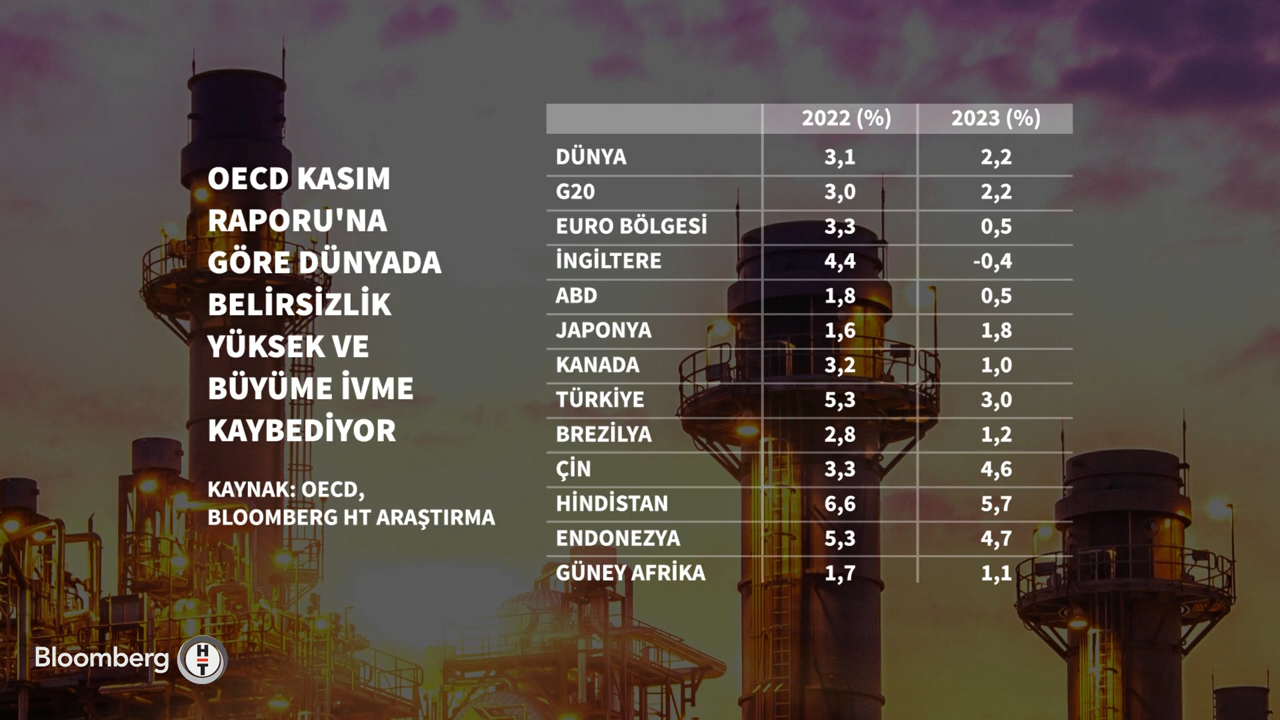 OECD KASIM
RAPORU'NA
GÖRE DÜNYADA
BELİRSİZLİK
YÜKSEK VE
BÜYÜME İVME
KAYBEDİYOR
KAYNAK: OECD,
BLOOMBERG HT ARAŞTIRMA
2022 (%) 2023 (%)
DÜNYA 3,1 2,2
G20 3,0 2,2
EURO BÖLGESİ 3,3 0,5
İNGİLTERE 4,4 -0,4
ABD 1,8 0,5
JAPONYA 1,6 1,8
KANADA 3,2 1,0
TÜRKİYE 5,3 3,0
BREZİLYA 2,8 1,2
ÇİN 3,3 4,6
HİNDİSTAN 6,6 5,7
ENDONEZYA 5,3 4,7
GÜNEY AFRİKA 1,7 1,1
Bloomberg HT